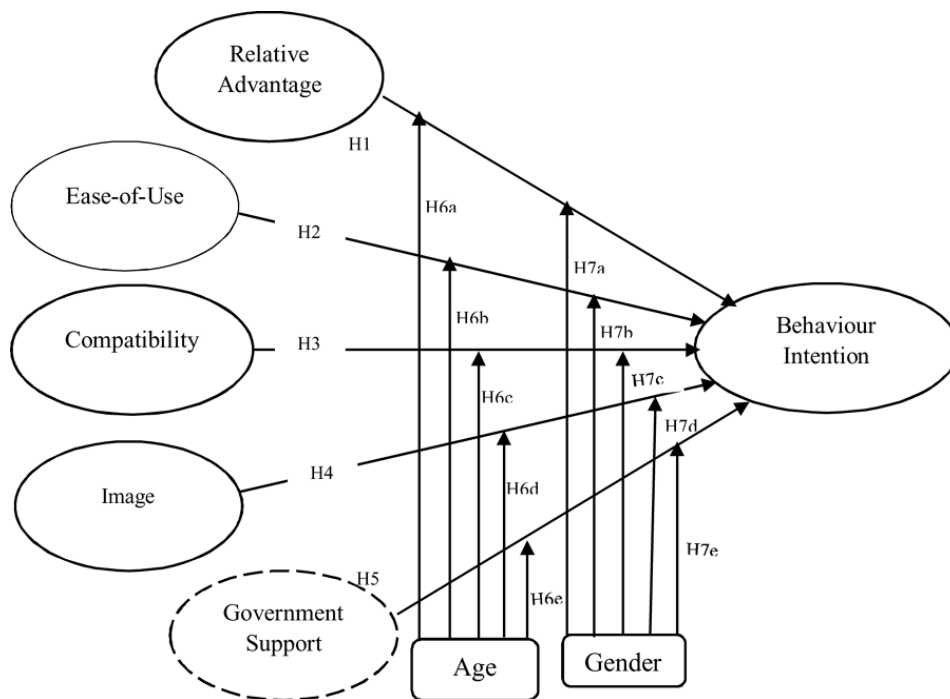 Relative
Advantage
H1
H6a
Ease-of-Use
H2
H7a
H6b
H7b
Behaviour
Intention
Compatibility
H3
H6c
H7c
H7d
Image
H4
H6d
H7e
H5
Government
Support
H6e
Age
Gender